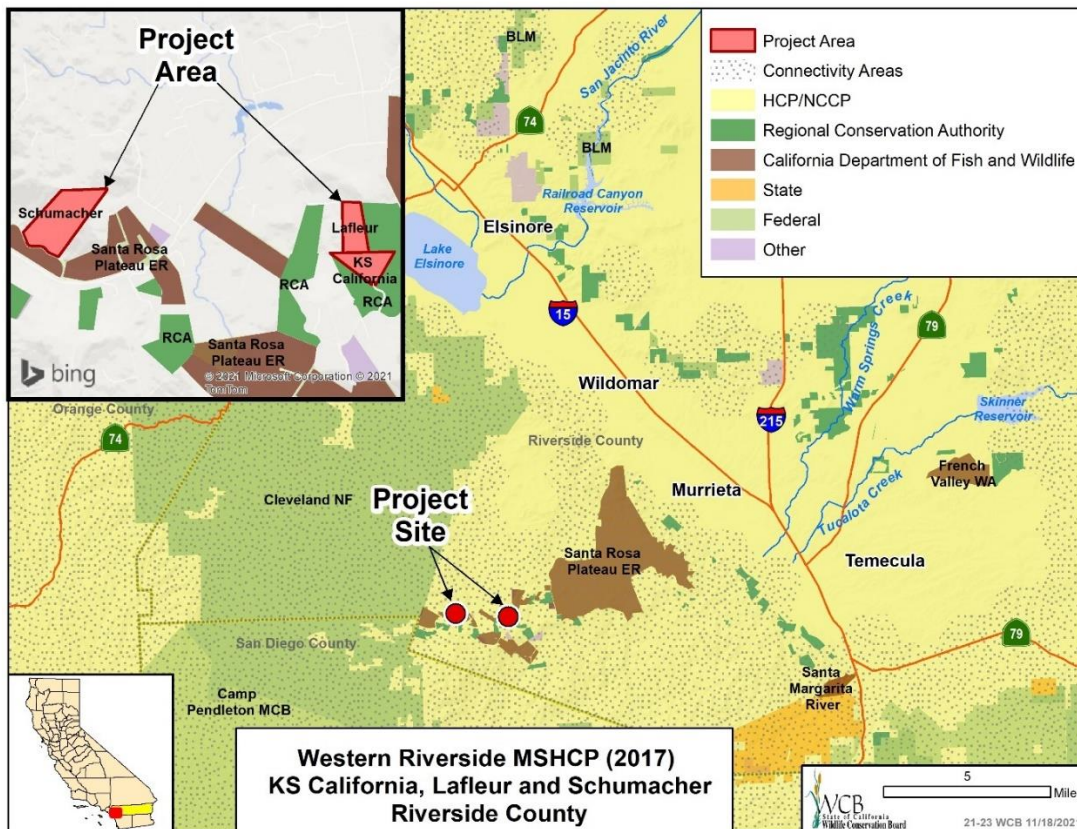 Project
Area
Schumacher
Santa Rosa
Plateau ER
Lafleur
KS
California
RCA
RCA
RCA
Santa Rosa
Plateau ER
bing
© 2021 Microsoft Corporation © 2021
TomTom
Project Area
Connectivity Areas
HCP/NCCP
Regional Conservation Authority
California Department of Fish and Wildlife
State
Federal
Other
BLM
San Jacinto River
74
BLM
Railroad Canyon
Reservoir
Elsinore
Lake
Elsinore
15
Wildomar
Warm Springs Creek
79
215
Skinner
Reservoir
Orange County
74
Riverside County
Cleveland NF
Murrieta
French
Valley WA
Tucalota Creek
Project
Site
Santa Rosa
Plateau ER
Temecula
San Diego County
79
Camp
Pendleton MCB
Santa
Margarita
River
Western Riverside MSHCP (2017)
KS California, Lafleur and Schumacher
Riverside County
5
Mile
WCB
State of California
Wildlife Conservation Board
21-23 WCB 11/18/2021